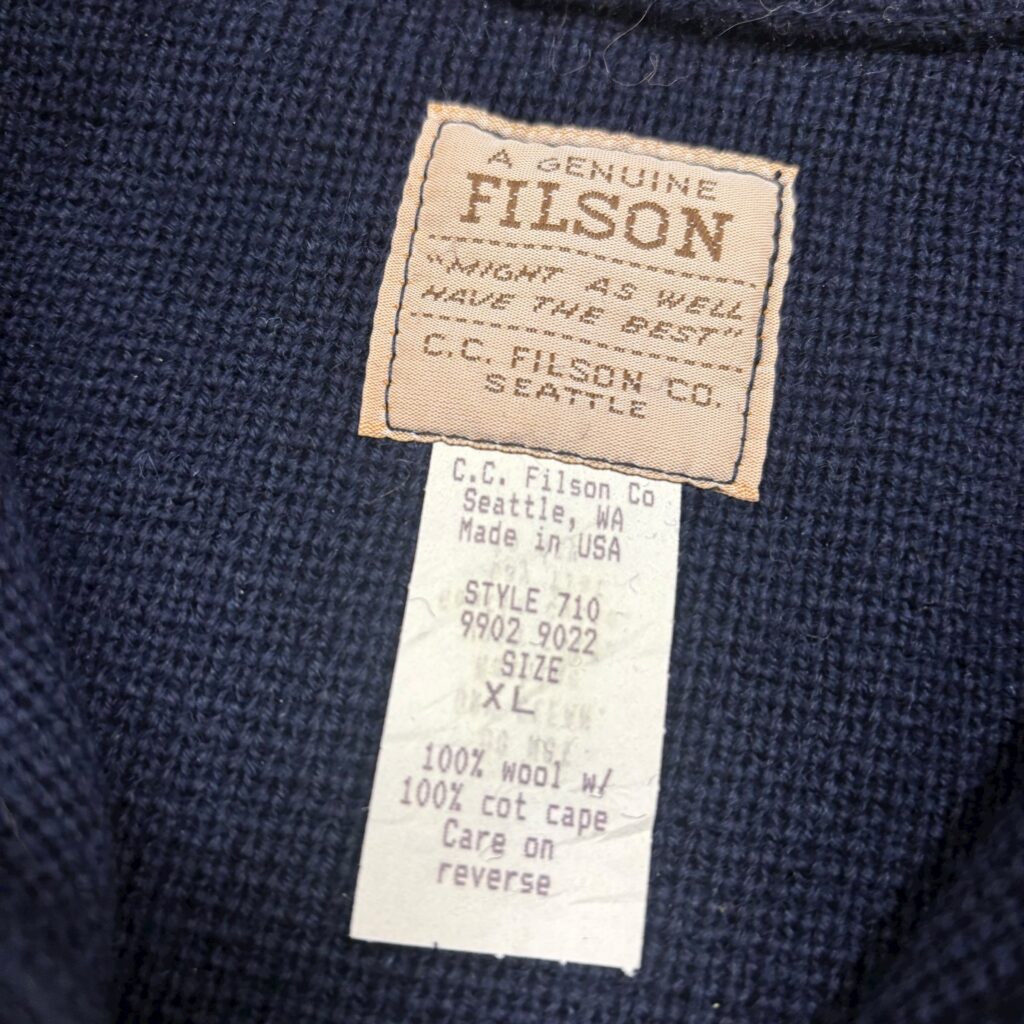 A GENUINE
FILSON
"MIGHT AS WELL
HAVE THE BEST"
C.C. FILSON CO.
SEATTLE
C.C. Filson Co
Seattle, WA
Made in USA
STYLE 710
9902 9022
SIZE
XL
100% wool w/
100% cot cape
Care on
reverse